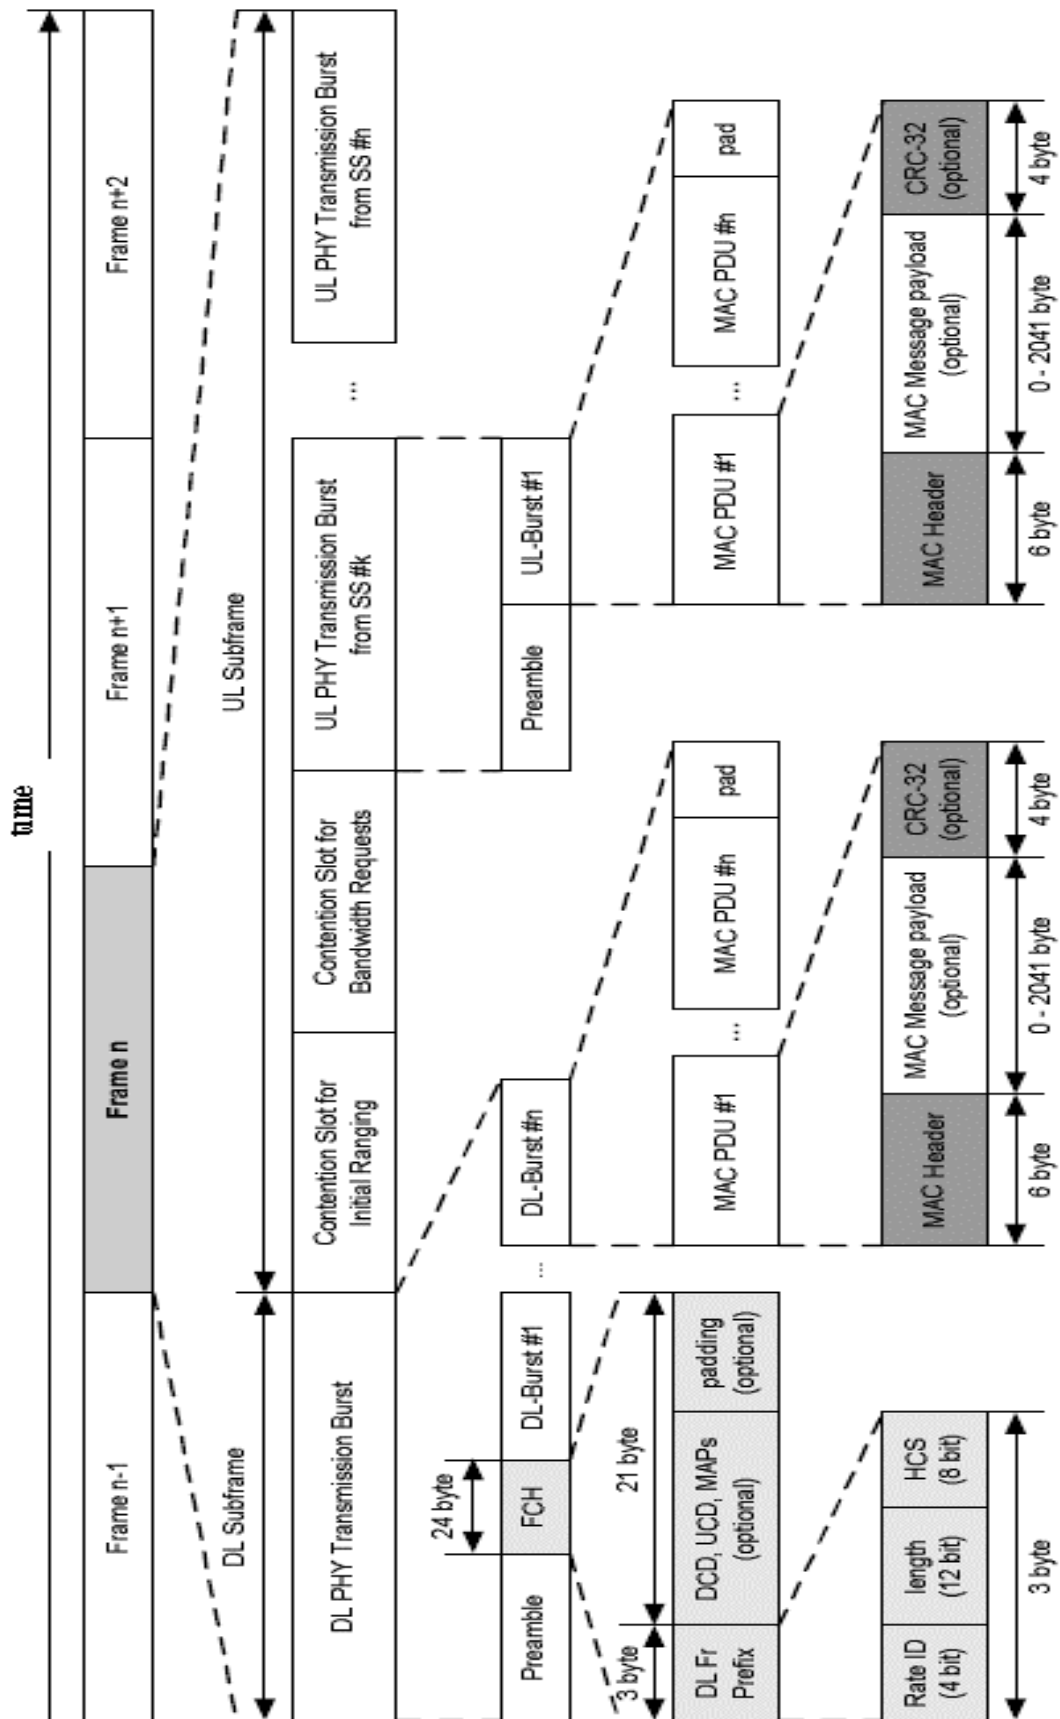 time
Frame n-1
Frame n
Frame n+1
Frame n+2
DL Subframe
UL Subframe
DL PHY Transmission Burst
Contention Slot for
Initial Ranging
Contention Slot for
Bandwidth Requests
UL PHY Transmission Burst
from SS #k
...
UL PHY Transmission Burst
from SS #n
24 byte
Preamble
FCH
DL-Burst #1
...
DL-Burst #n
Preamble
UL-Burst #1
3 byte
21 byte
DL Fr
Prefix
DCD, UCD, MAPs
(optional)
padding
(optional)
MAC PDU #1
...
MAC PDU #n
pad
MAC PDU #1
...
MAC PDU #n
pad
Rate ID
(4 bit)
length
(12 bit)
HCS
(8 bit)
MAC Header
MAC Message payload
(optional)
CRC-32
(optional)
MAC Header
MAC Message payload
(optional)
CRC-32
(optional)
3 byte
6 byte
0 - 2041 byte
4 byte
6 byte
0 - 2041 byte
4 byte